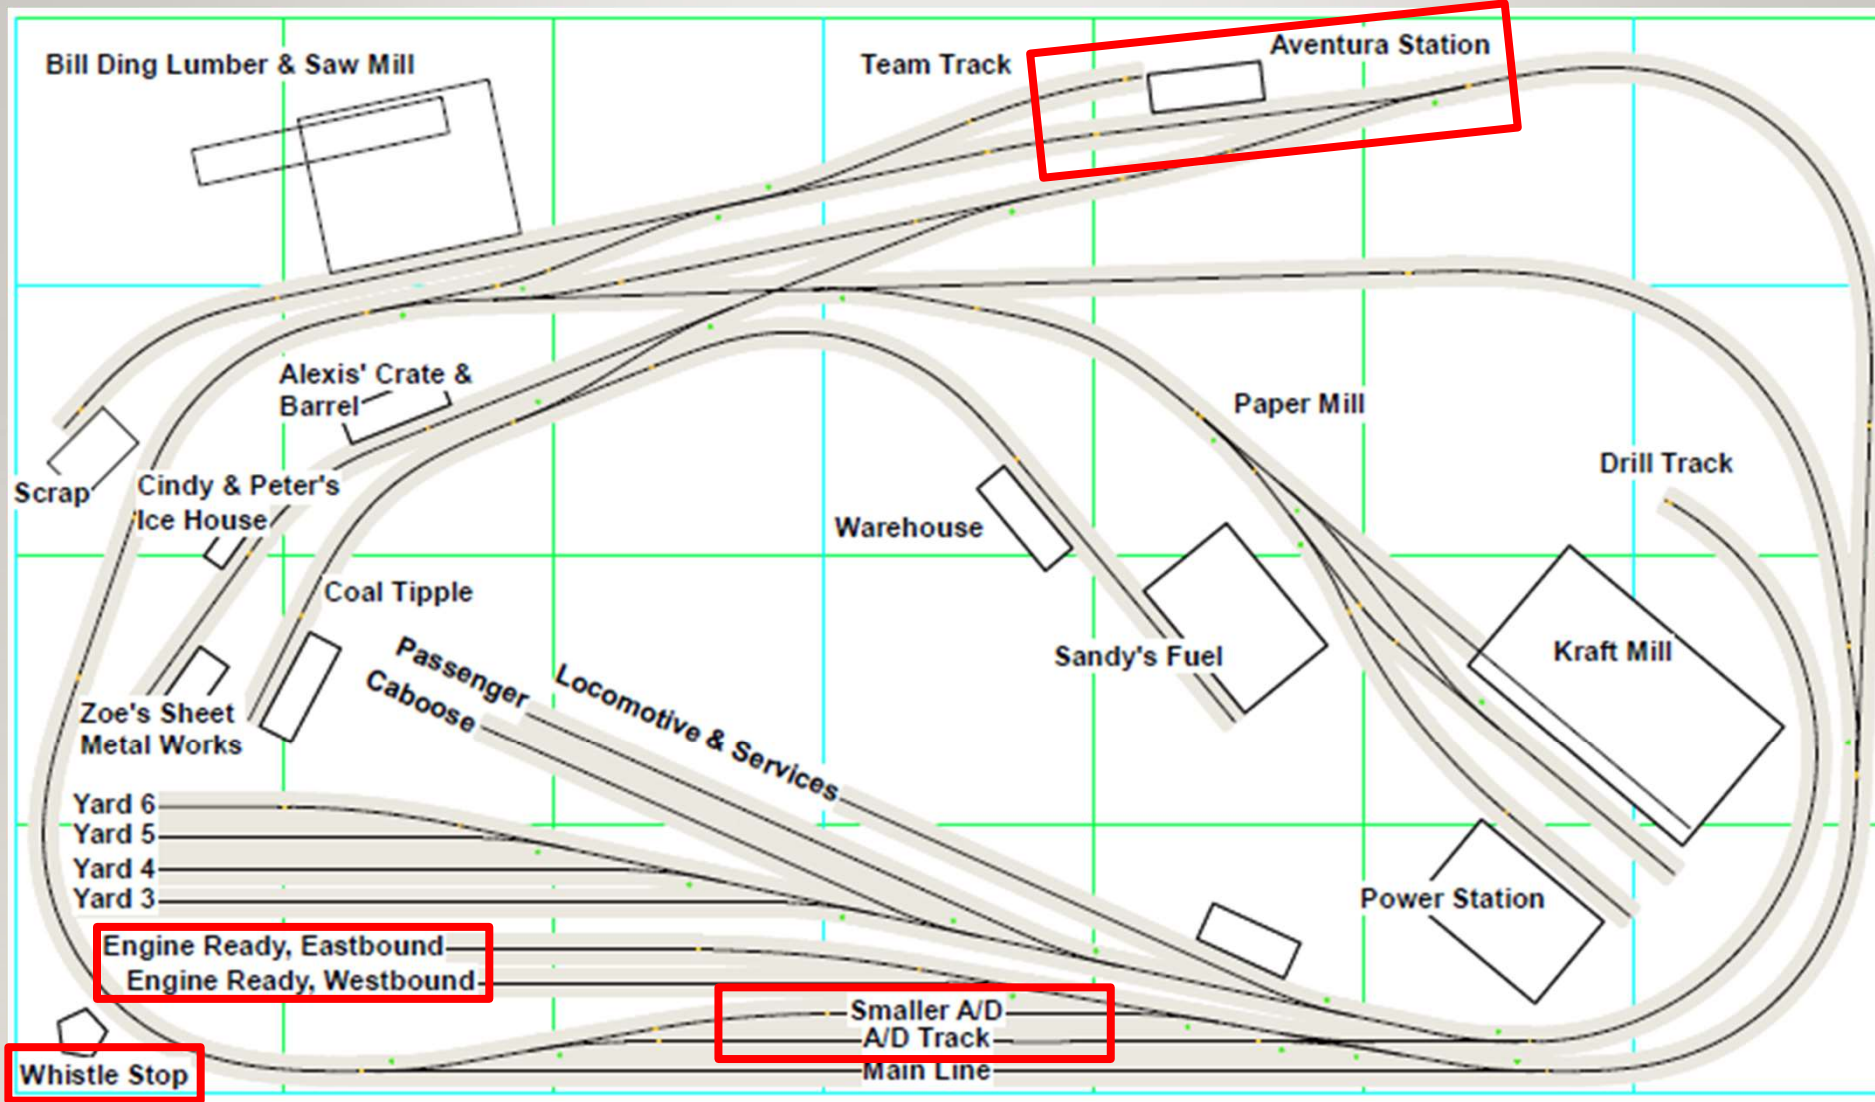 Bill Ding Lumber & Saw Mill
Team Track
Aventura Station
Alexis' Crate &
Barrel
Paper Mill
Drill Track
Scrap
Cindy & Peter's
Ice House
Warehouse
Coal Tipple
Sandy's Fuel
Kraft Mill
Passenger
Caboose
Locomotive & Services
Zoe's Sheet
Metal Works
Yard 6
Yard 5
Yard 4
Yard 3
Power Station
Engine Ready, Eastbound
Engine Ready, Westbound
Smaller A/D
A/D Track
Main Line
Whistle Stop